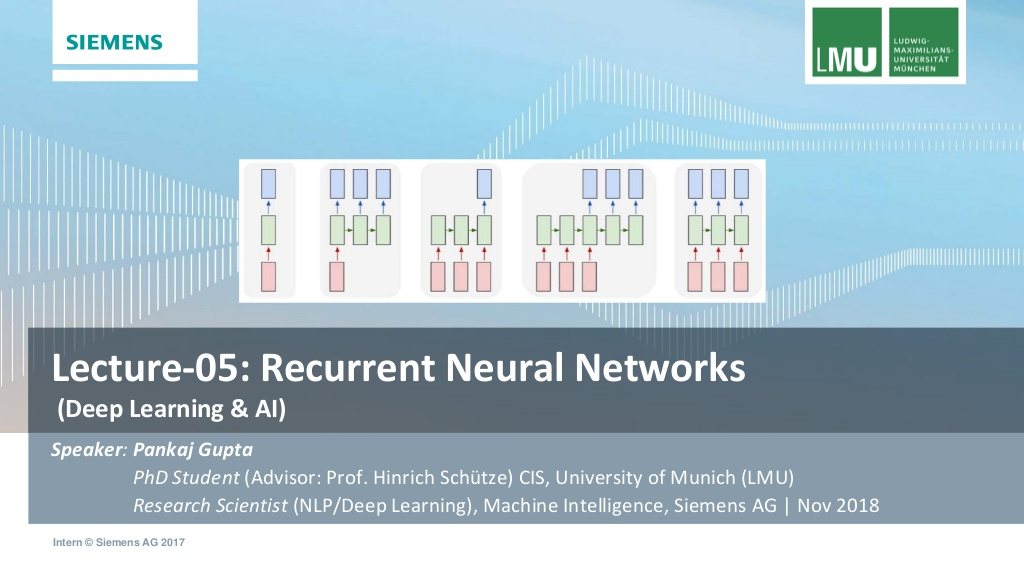 SIEMENS
LMU
LUDWIG-
MAXIMILIANS-
UNIVERSITÄT
MÜNCHEN
Lecture-05: Recurrent Neural Networks
(Deep Learning & AI)
Speaker: Pankaj Gupta
PhD Student (Advisor: Prof. Hinrich Schütze) CIS, University of Munich (LMU)
Research Scientist (NLP/Deep Learning), Machine Intelligence, Siemens AG | Nov 2018
Intern © Siemens AG 2017